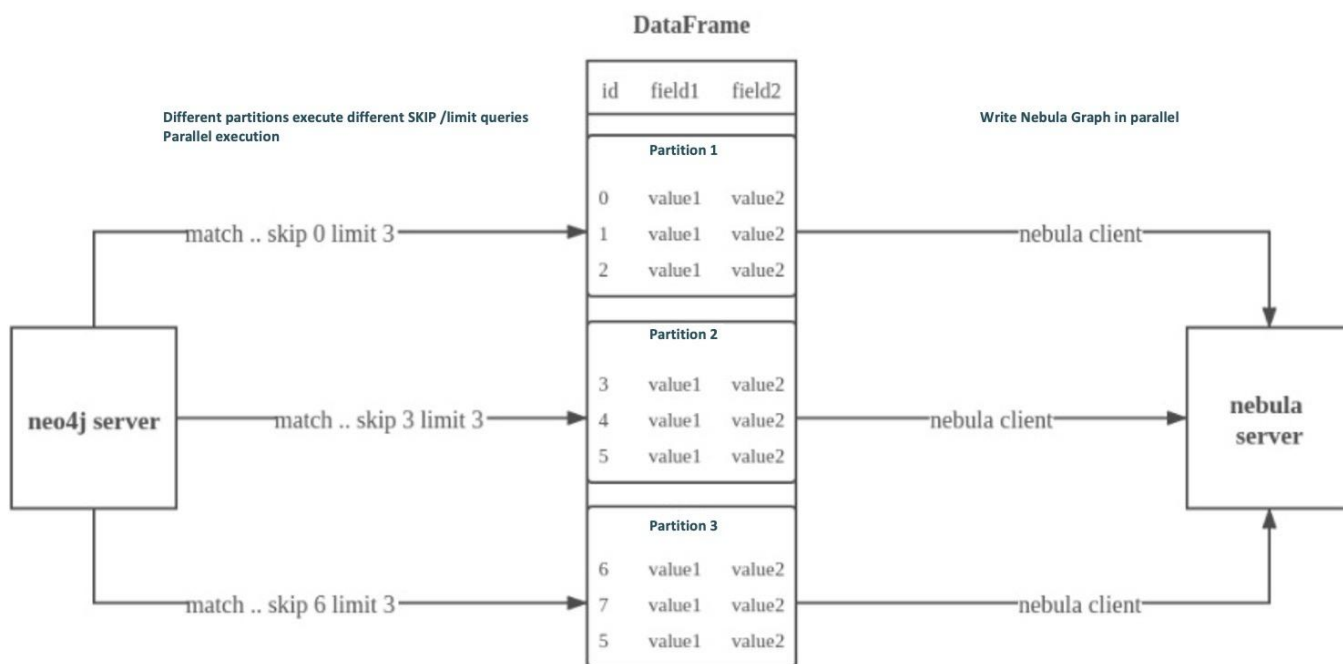 DataFrame
id field1 field2
Different partitions execute different SKIP /limit queries
Parallel execution
Write Nebula Graph in parallel
Partition 1
0 value1 value2
match .. skip 0 limit 3
1 value1 value2
nebula client
2 value1 value2
Partition 2
3 value1 value2
neo4j server
match .. skip 3 limit 3
4 value1 value2
nebula client
nebula
server
5 value1 value2
Partition 3
6 value1 value2
match .. skip 6 limit 3
7 value1 value2
nebula client
5 value1 value2